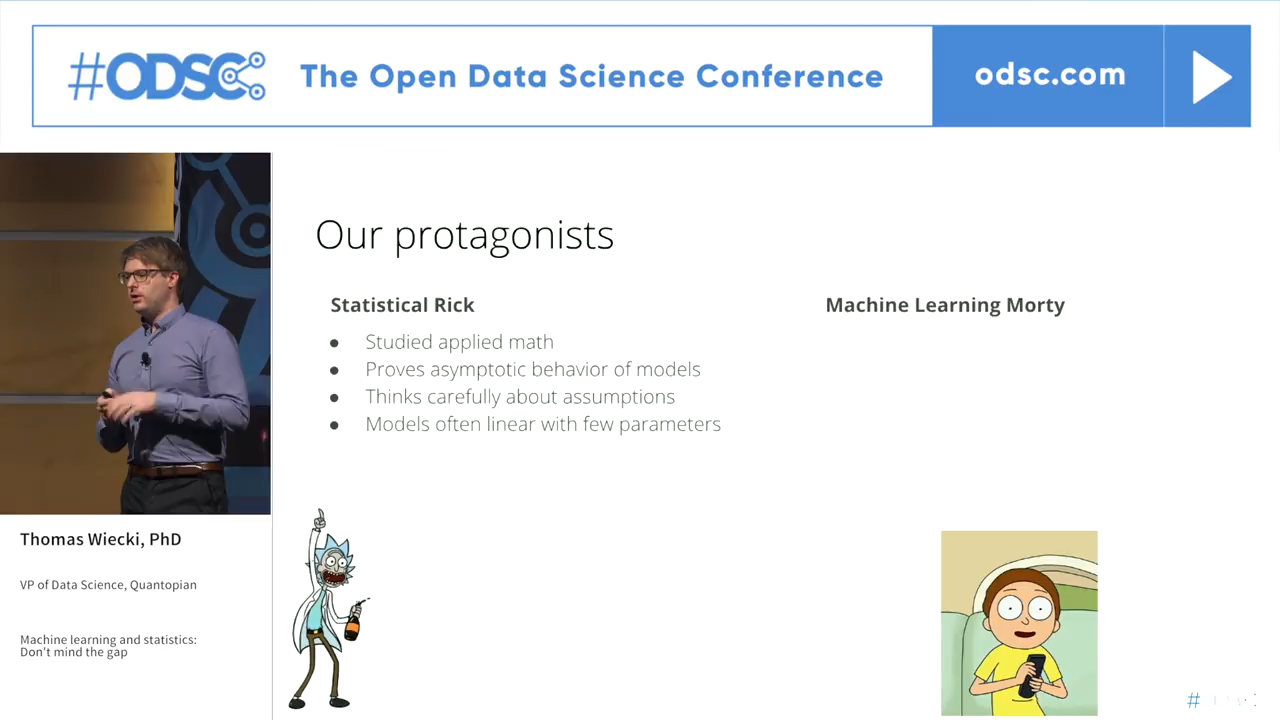 #ODSC
The Open Data Science Conference
odsc.com
Our protagonists
Statistical Rick
● Studied applied math
● Proves asymptotic behavior of models
● Thinks carefully about assumptions
● Models often linear with few parameters
Machine Learning Morty
Thomas Wiecki, PhD
VP of Data Science, Quantopian
Machine learning and statistics:
Don't mind the gap
#